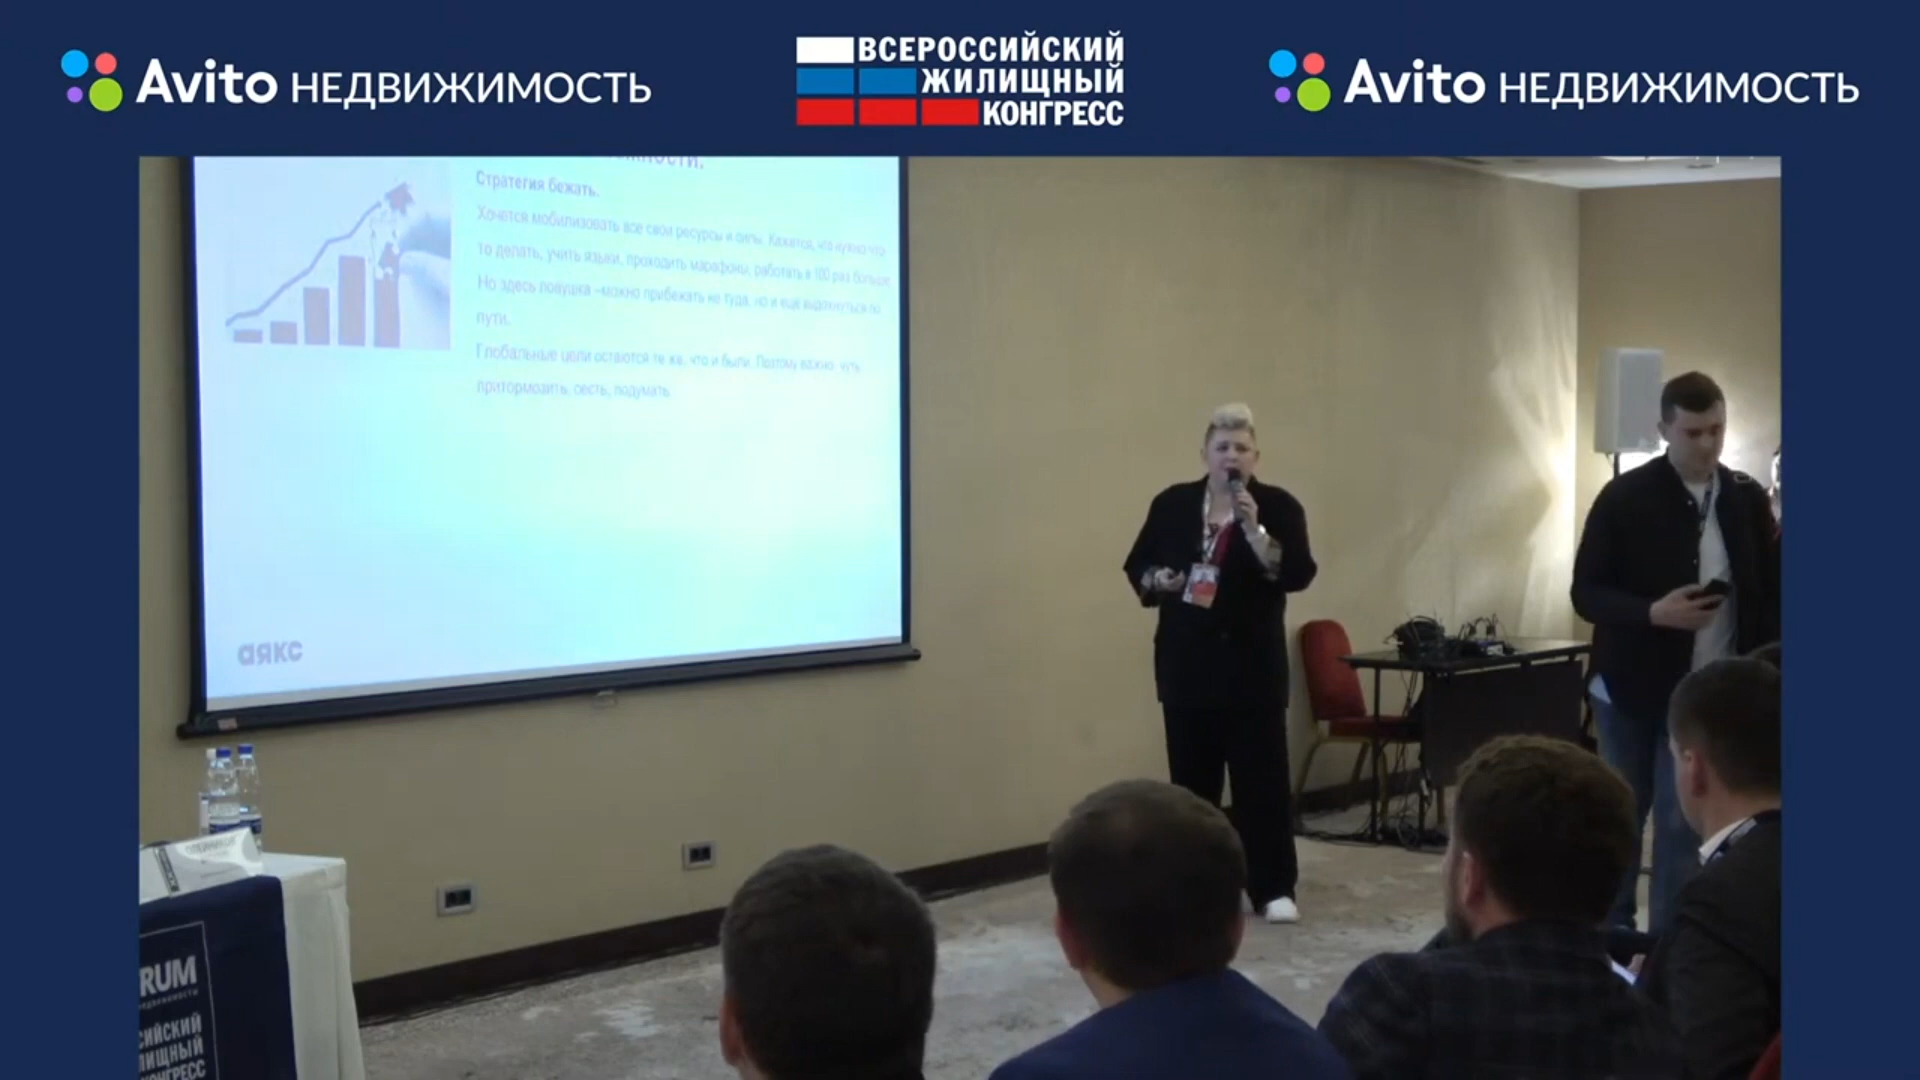 Avito НЕДВИЖИМОСТЬ
ВСЕРОССИЙСКИЙ
ЖИЛИЩНЫЙ
КОНГРЕСС
Avito НЕДВИЖИМОСТЬ
Стратегия бежать.
Хочется мобилизовать все свои ресурсы и силы. Кажется, что нужно что-
то делать, учить языки, проходить марафоны, работать в 100 раз больше.
Но здесь ловушка –можно прибежать не туда, но и еще выдохнуться по
пути.
Глобальные цели остаются те же, что и были. Поэтому важно чуть
притормозить, сесть, подумать
аякс
RUM
НЕДВИЖИМОСТИ
СИЙСКИЙ
ИЛИЩНЫЙ
КОНГРЕСС